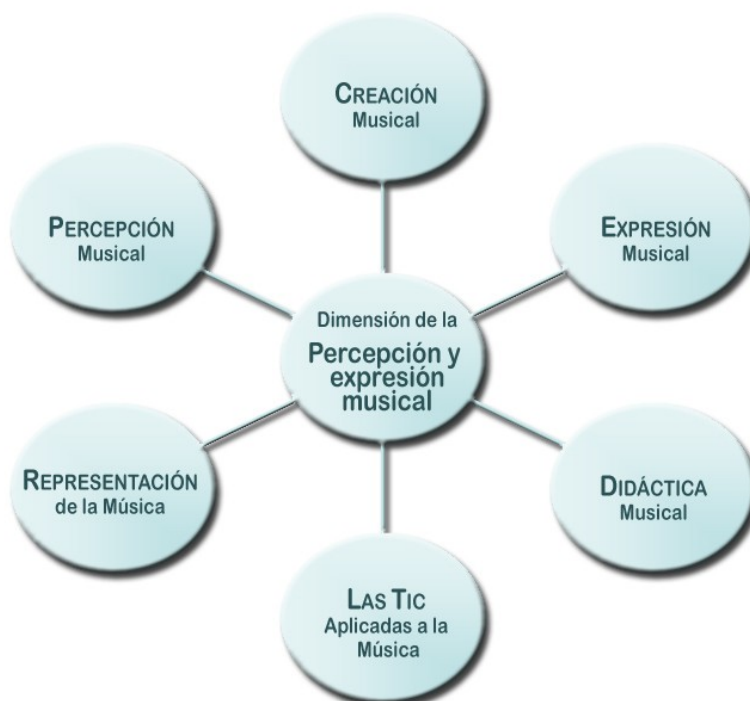 CREACIÓN
Musical
PERCEPCIÓN
Musical
EXPRESIÓN
Musical
Dimensión de la
Percepción y
expresión
musical
REPRESENTACIÓN
de la Música
DIDÁCTICA
Musical
LAS TIC
Aplicadas a la
Música